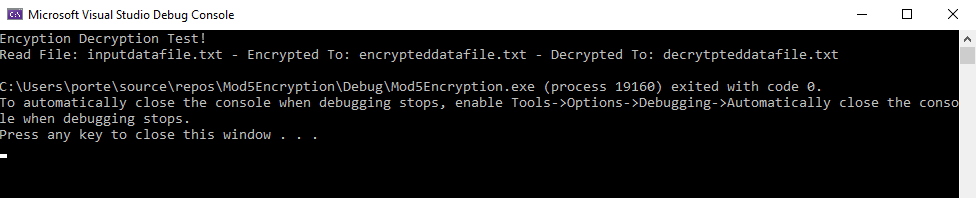 Microsoft Visual Studio Debug Console
Encyption Decryption Test!
Read File: inputdatafile.txt - Encrypted To: encrypteddatafile.txt - Decrypted To: decrytpteddatafile.txt
C:\Users\porte\source\repos\Mod5Encryption\Debug\Mod5Encryption.exe (process 19160) exited with code 0.
To automatically close the console when debugging stops, enable Tools->Options->Debugging->Automatically close the conso
le when debugging stops.
Press any key to close this window . . .